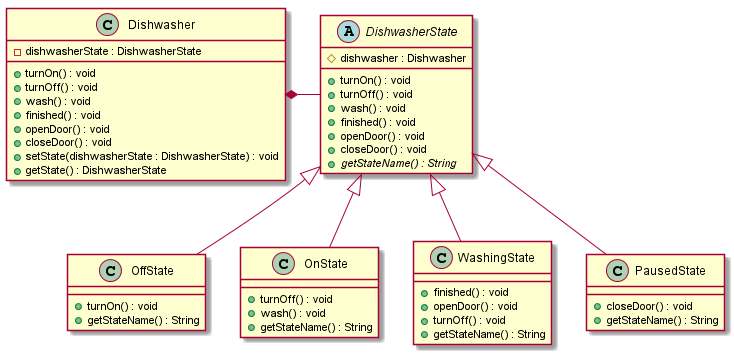 C Dishwasher
dishwasherState : DishwasherState
turnOn() : void
turnOff() : void
wash() : void
finished() : void
openDoor() : void
closeDoor() : void
setState(dishwasherState : DishwasherState) : void
getState() : DishwasherState
A DishwasherState
dishwasher : Dishwasher
turnOn() : void
turnOff() : void
wash() : void
finished() : void
openDoor() : void
closeDoor() : void
getStateName() : String
C OffState
turnOn() : void
getStateName() : String
C OnState
turnOff() : void
wash() : void
getStateName() : String
C WashingState
finished() : void
openDoor() : void
turnOff() : void
getStateName() : String
C PausedState
closeDoor() : void
getStateName() : String